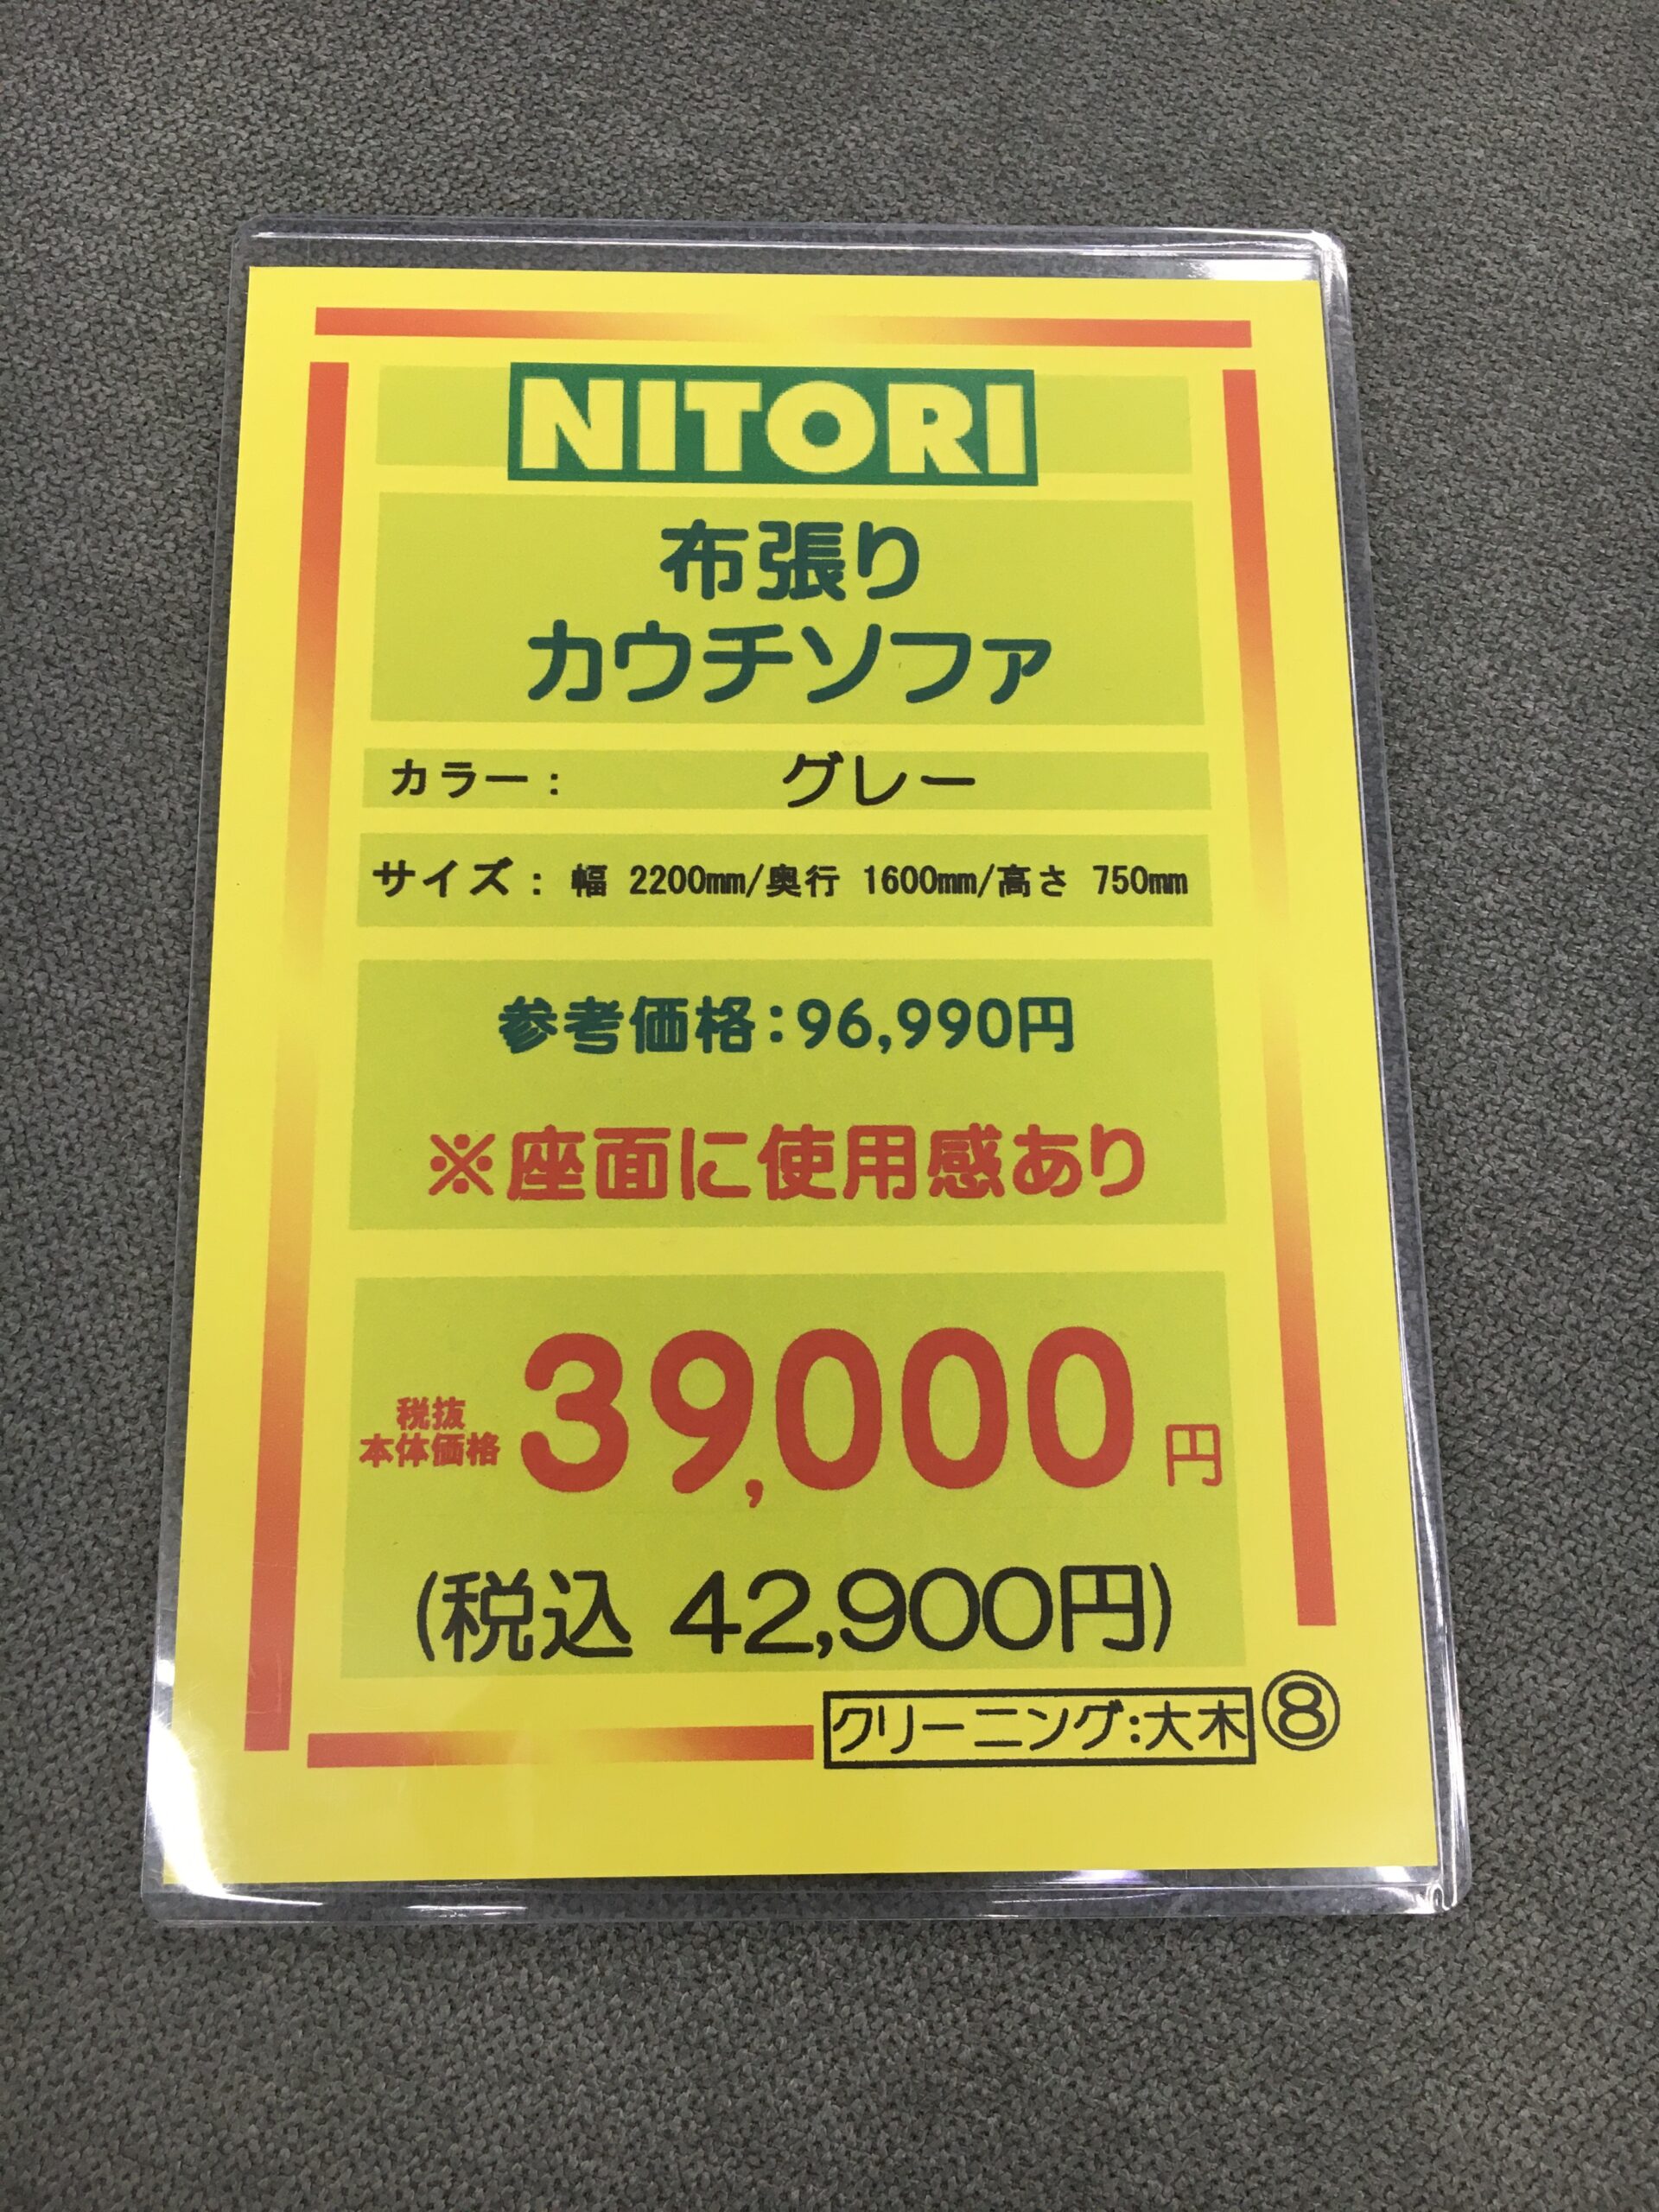 NITORI
布張り
カウチソファ
カラー： グレー
サイズ： 幅 2200mm/奥行 1600mm/高さ 750mm
参考価格：96,990円
※座面に使用感あり
税抜
本体価格 39,000円
(税込 42,900円)
クリーニング:大木 ⑧